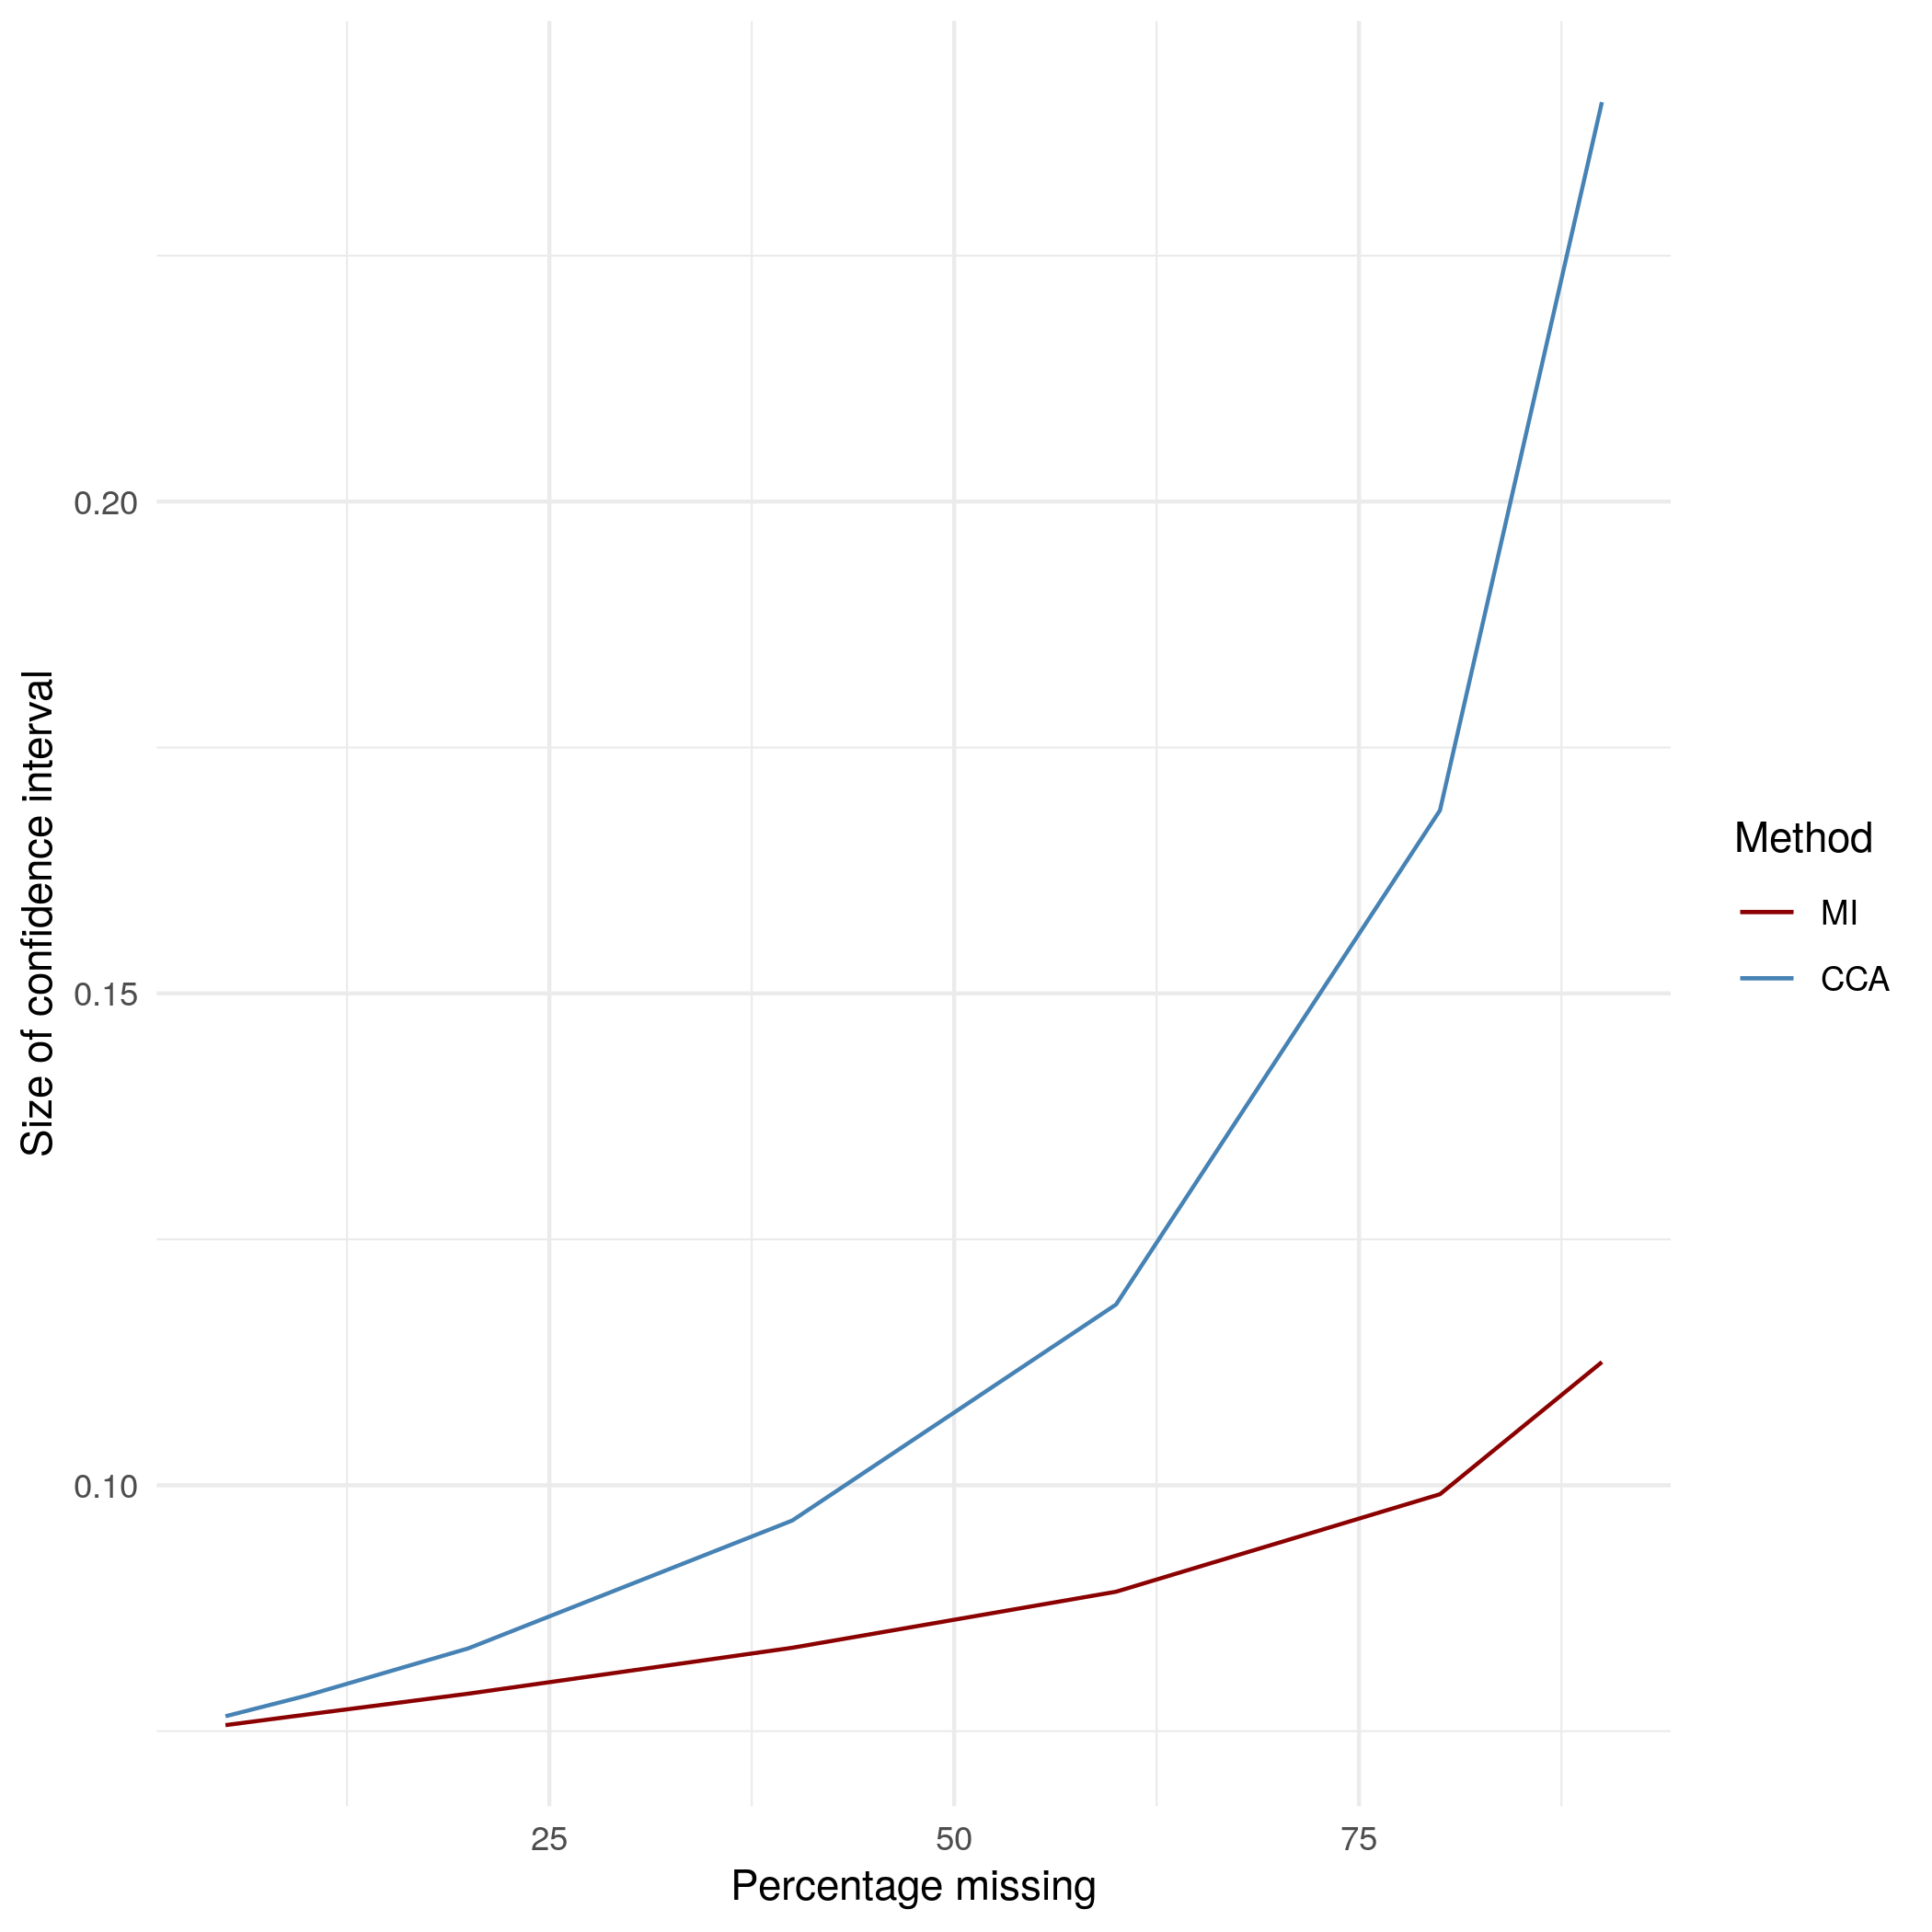 Size of confidence interval
0.20
0.15
0.10
25 50 75
Percentage missing
Method
MI
CCA